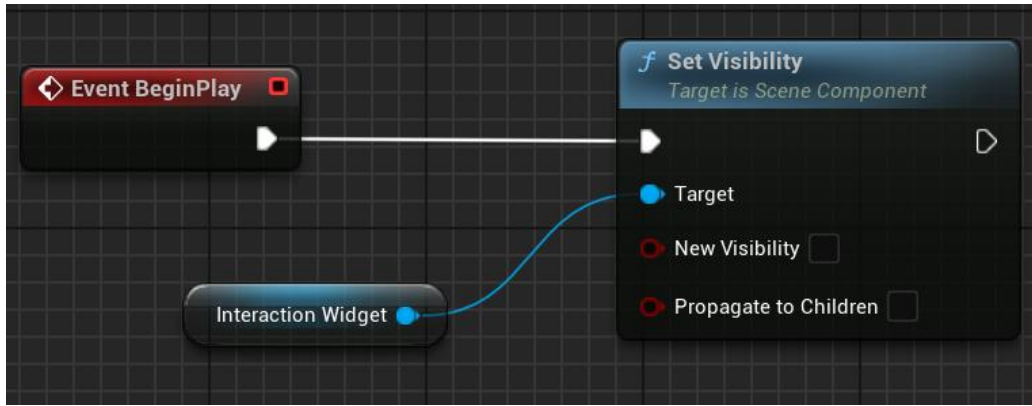 Event BeginPlay
f Set Visibility
Target is Scene Component
Target
New Visibility
Interaction Widget
Propagate to Children